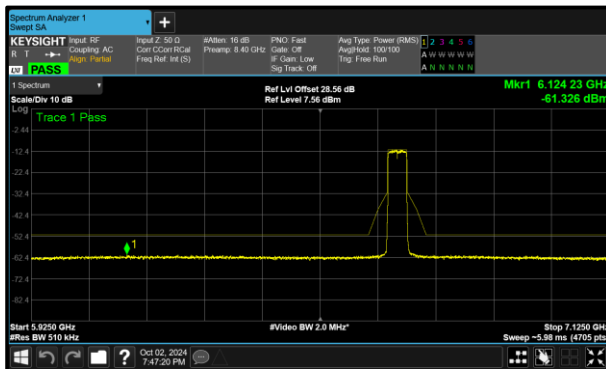 Spectrum Analyzer 1
Swept SA
KEYSIGHT
R T
LXI
PASS
Input: RF
Coupling: AC
Align: Partial
Input Z: 50 Ω
Corr CCorr RCal
Freq Ref: Int (S)
#Atten: 16 dB
Preamp: 8.40 GHz
PNO: Fast
Gate: Off
IF Gain: Low
Sig Track: Off
Avg Type: Power (RMS)
Avg|Hold: 100/100
Trig: Free Run
1 2 3 4 5 6
A W W W W W
A N N N N N
1 Spectrum
Scale/Div 10 dB
Ref Lvl Offset 28.56 dB
Ref Level 7.56 dBm
Mkr1 6.124 23 GHz
-61.326 dBm
Log
Trace 1 Pass
-2.44
-12.4
-22.4
-32.4
-42.4
-52.4
-62.4
-72.4
-82.4
1
Start 5.9250 GHz
#Res BW 510 kHz
#Video BW 2.0 MHz*
Stop 7.1250 GHz
Sweep ~5.98 ms (4705 pts)
?
Oct 02, 2024
7:47:20 PM